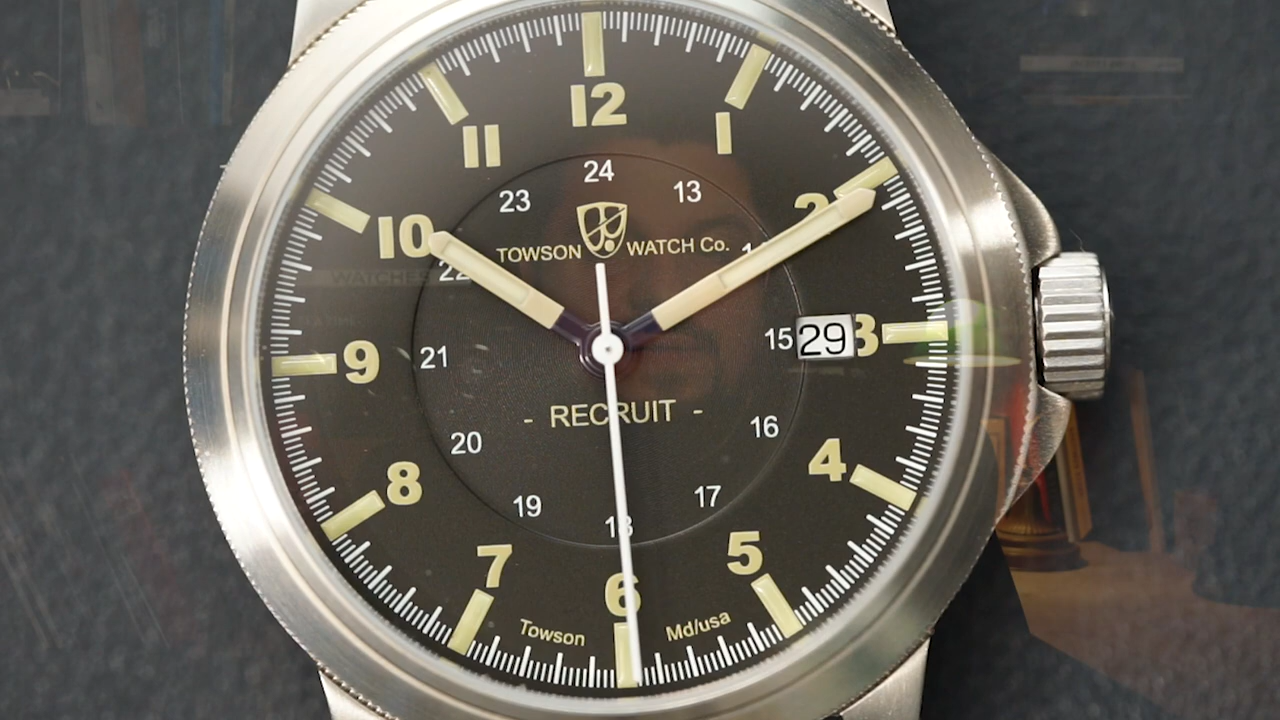 12
11 1
24
23 13
10 2
TOWSON WATCH Co.
22
WATCHES
9 21 15 29 3
- RECRUIT -
20 16
8 4
19 17
18
7 5
6
Towson Md/usa